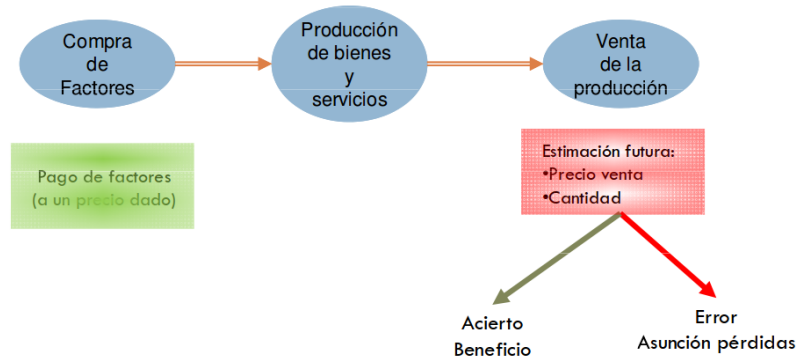 Compra
de
Factores
Producción
de bienes
y
servicios
Venta
de la
producción
Pago de factores
(a un precio dado)
Estimación futura:
•Precio venta
•Cantidad
Acierto
Beneficio
Error
Asunción pérdidas